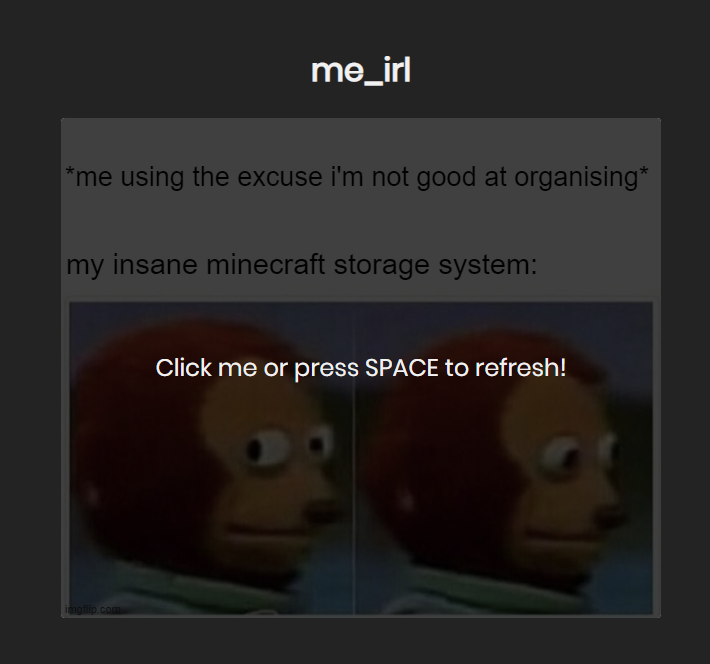 me_irl
*me using the excuse i'm not good at organising*
my insane minecraft storage system:
Click me or press SPACE to refresh!
imgflip.com